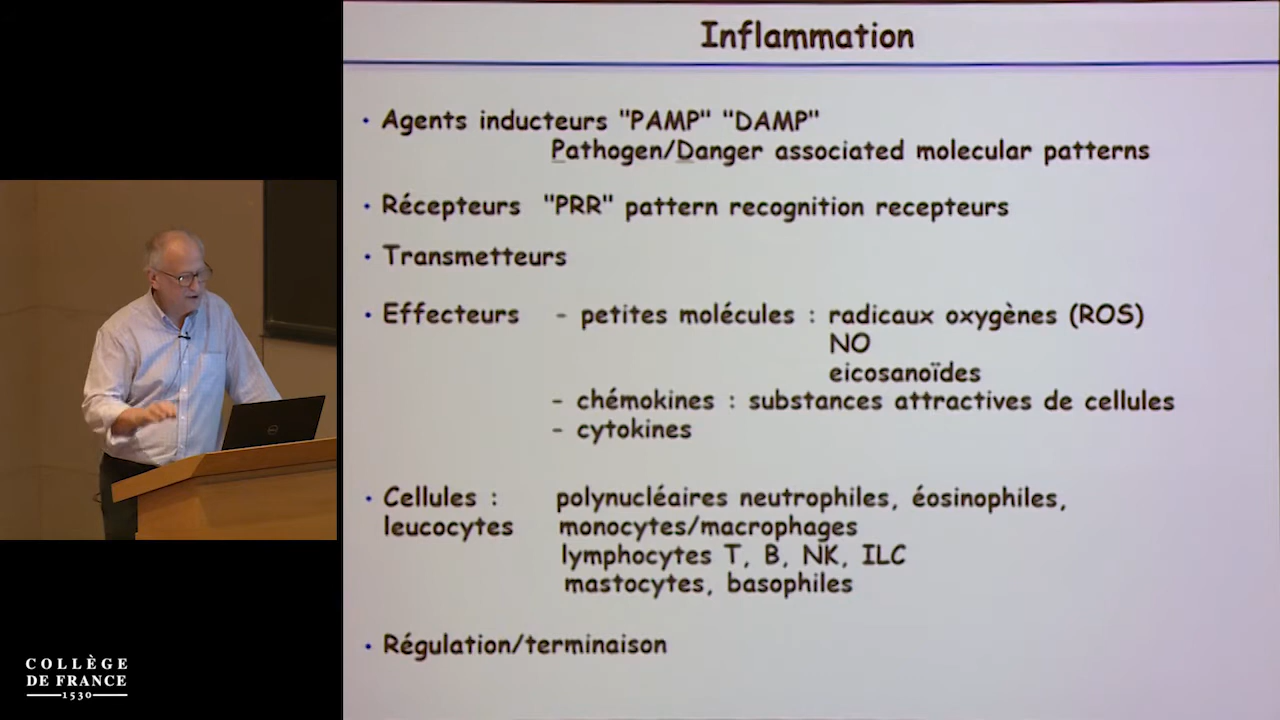 Inflammation
• Agents inducteurs "PAMP" "DAMP"
Pathogen/Danger associated molecular patterns
• Récepteurs "PRR" pattern recognition recepteurs
• Transmetteurs
• Effecteurs - petites molécules : radicaux oxygènes (ROS)
NO
eicosanoïdes
- chémokines : substances attractives de cellules
- cytokines
• Cellules : polynucléaires neutrophiles, éosinophiles,
leucocytes monocytes/macrophages
lymphocytes T, B, NK, ILC
mastocytes, basophiles
• Régulation/terminaison
DELL
COLLÈGE
DE FRANCE
1530